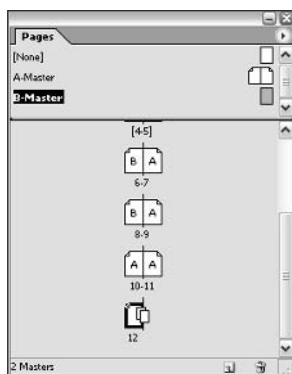 Pages
[None]
A-Master
B-Master
[4-5]
B A
6-7
B A
8-9
A A
10-11
12
2 Masters